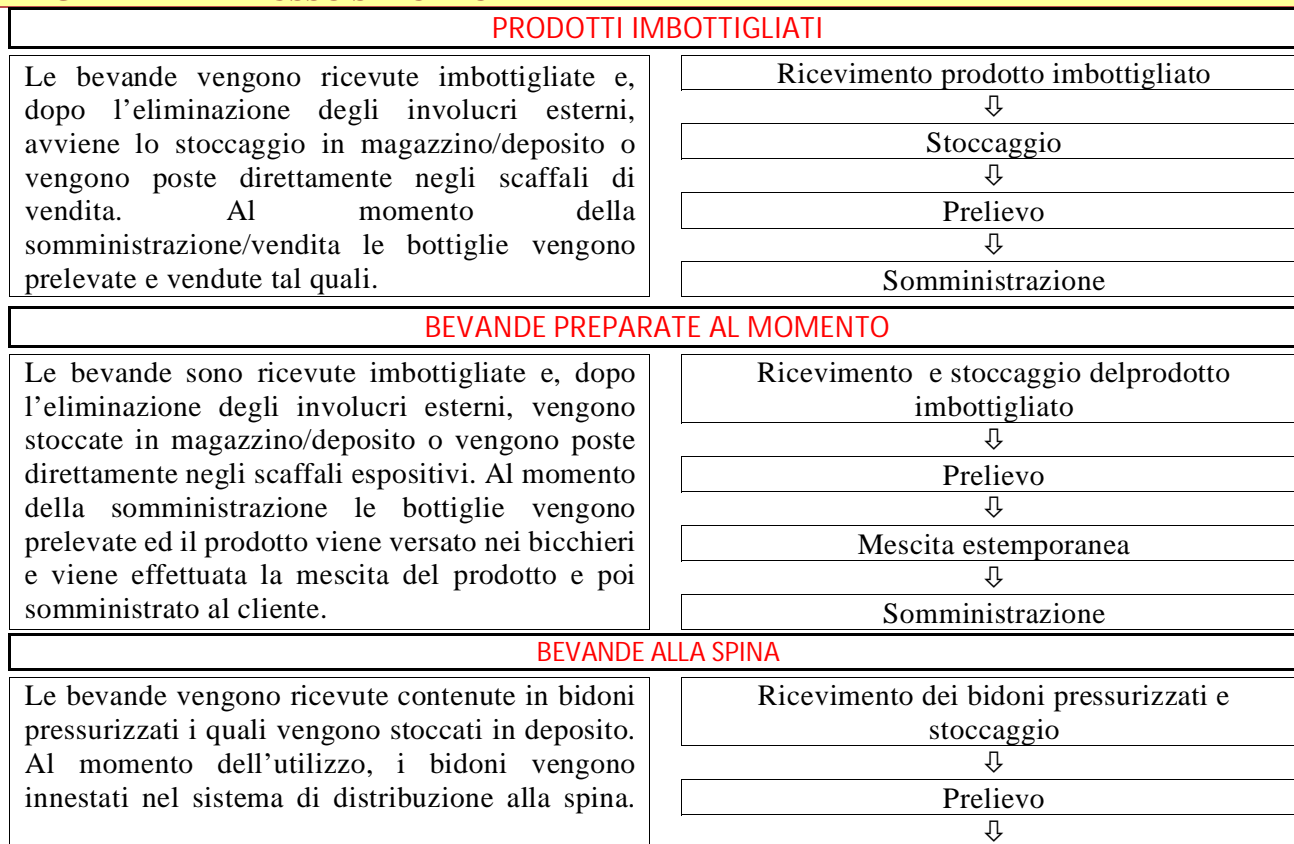 PRODOTTI IMBOTTIGLIATI
Le bevande vengono ricevute imbottigliate e,
dopo l’eliminazione degli involucri esterni,
avviene lo stoccaggio in magazzino/deposito o
vengono poste direttamente negli scaffali di
vendita. Al momento della
somministrazione/vendita le bottiglie vengono
prelevate e vendute tal quali.
Ricevimento prodotto imbottigliato
⇩
Stoccaggio
⇩
Prelievo
⇩
Somministrazione
BEVANDE PREPARATE AL MOMENTO
Le bevande sono ricevute imbottigliate e, dopo
l’eliminazione degli involucri esterni, vengono
stoccate in magazzino/deposito o vengono poste
direttamente negli scaffali espositivi. Al momento
della somministrazione le bottiglie vengono
prelevate ed il prodotto viene versato nei bicchieri
e viene effettuata la mescita del prodotto e poi
somministrato al cliente.
Ricevimento e stoccaggio delprodotto
imbottigliato
⇩
Prelievo
⇩
Mescita estemporanea
⇩
Somministrazione
BEVANDE ALLA SPINA
Le bevande vengono ricevute contenute in bidoni
pressurizzati i quali vengono stoccati in deposito.
Al momento dell’utilizzo, i bidoni vengono
innestati nel sistema di distribuzione alla spina.
Ricevimento dei bidoni pressurizzati e
stoccaggio
⇩
Prelievo
⇩